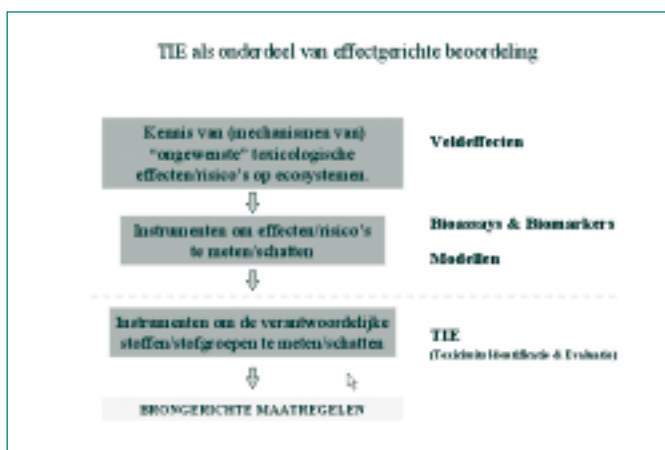 TIE als onderdeel van effectgerichte beoordeling
Kennis van (mechanismen van)
“ongewenste” toxicologische
effecten/risico’s op ecosystemen.
Veldeffecten
Instrumenten om effecten/risico’s
te meten/schatten
Bioassays & Biomarkers
Modellen
Instrumenten om de verantwoordelijke
stoffen/stofgroepen te meten/schatten
TIE
(Toxiciteits Identificatie & Evaluatie)
BRONGERICHTE MAATREGELEN